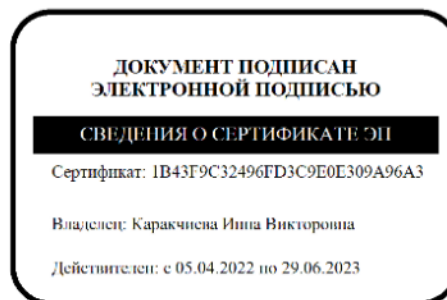 ДОКУМЕНТ ПОДПИСАН
ЭЛЕКТРОННОЙ ПОДПИСЬЮ
СВЕДЕНИЯ О СЕРТИФИКАТЕ ЭП
Сертификат: 1B43F9C32496FD3C9E0E309A96A3
Владелец: Каракчиева Инна Викторовна
Действителен: с 05.04.2022 по 29.06.2023